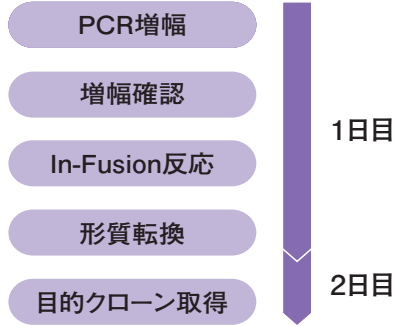 PCR増幅
増幅確認
1日目
In-Fusion反応
形質転換
2日目
目的クローン取得